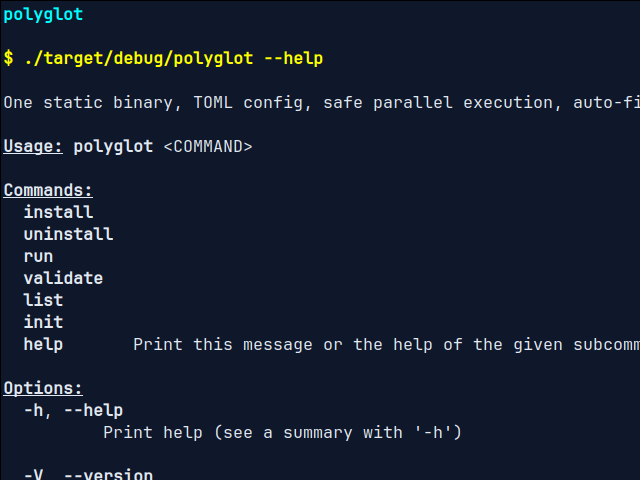 polyglot
$ ./target/debug/polyglot --help
One static binary, TOML config, safe parallel execution, auto-fi
Usage: polyglot <COMMAND>
Commands:
install
uninstall
run
validate
list
init
help Print this message or the help of the given subcomm
Options:
-h, --help
Print help (see a summary with '-h')
-V, --version